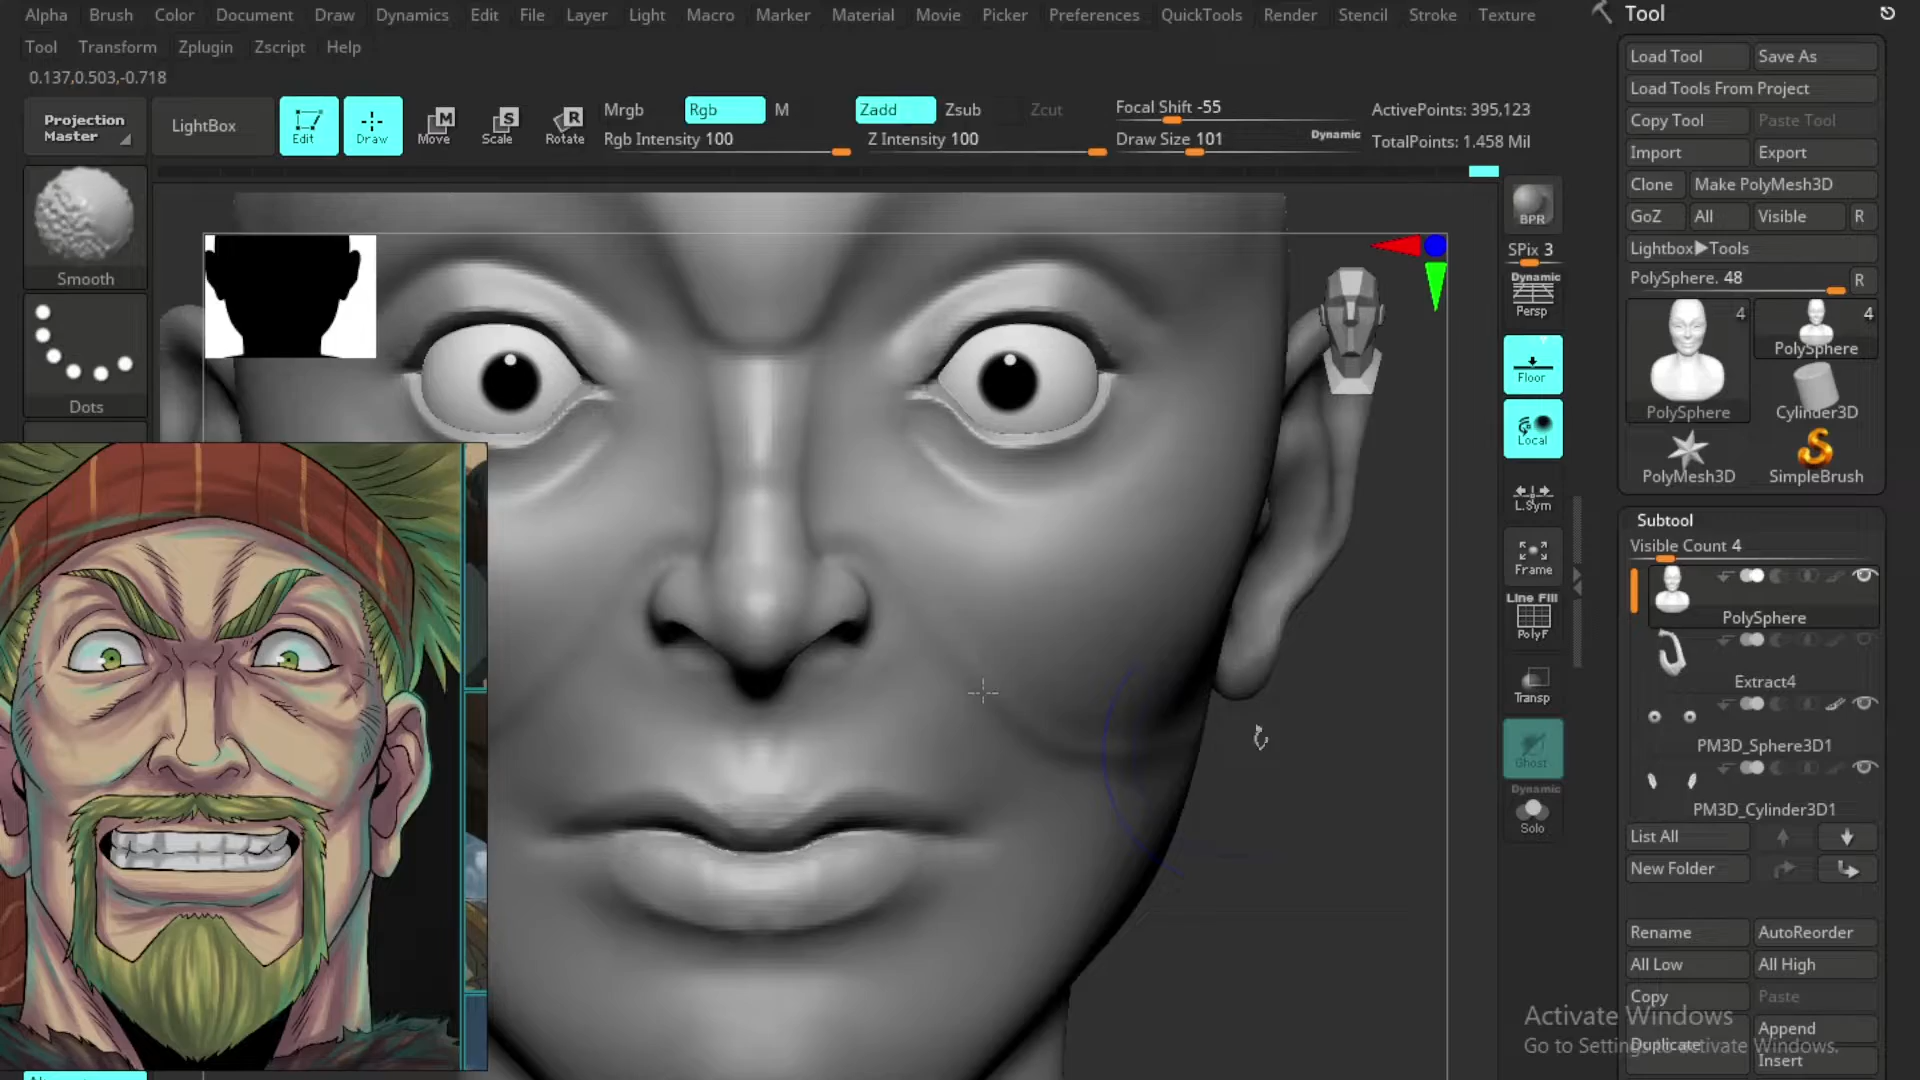 Alpha Brush Color Document Draw Dynamics Edit File Layer Light Macro Marker Material Movie Picker Preferences QuickTools Render Stencil Stroke Texture
Tool Transform Zplugin Zscript Help
0.137,0.503,-0.718
Projection Master
LightBox
Edit
Draw
M
Move
S
Scale
R
Rotate
Mrgb Rgb M
Rgb Intensity 100
Zadd Zsub Zcut
Z Intensity 100
Focal Shift -55
Draw Size 101
Dynamic
ActivePoints: 395,123
TotalPoints: 1.458 Mil
Smooth
Dots
BPR
SPix 3
Dynamic
Persp
Floor
Local
L.Sym
Frame
Line Fill
PolyF
Transp
Ghost
Dynamic
Solo
Tool
Load Tool Save As
Load Tools From Project
Copy Tool Paste Tool
Import Export
Clone Make PolyMesh3D
GoZ All Visible R
Lightbox▶Tools
PolySphere. 48 R
4
PolySphere
4
PolySphere
Cylinder3D
PolyMesh3D
SimpleBrush
Subtool
Visible Count 4
PolySphere
Extract4
PM3D_Sphere3D1
PM3D_Cylinder3D1
List All
New Folder
Rename AutoReorder
All Low All High
Copy Paste
Duplicate Append
Insert
Activate Windows
Go to Settings to activate Windows.